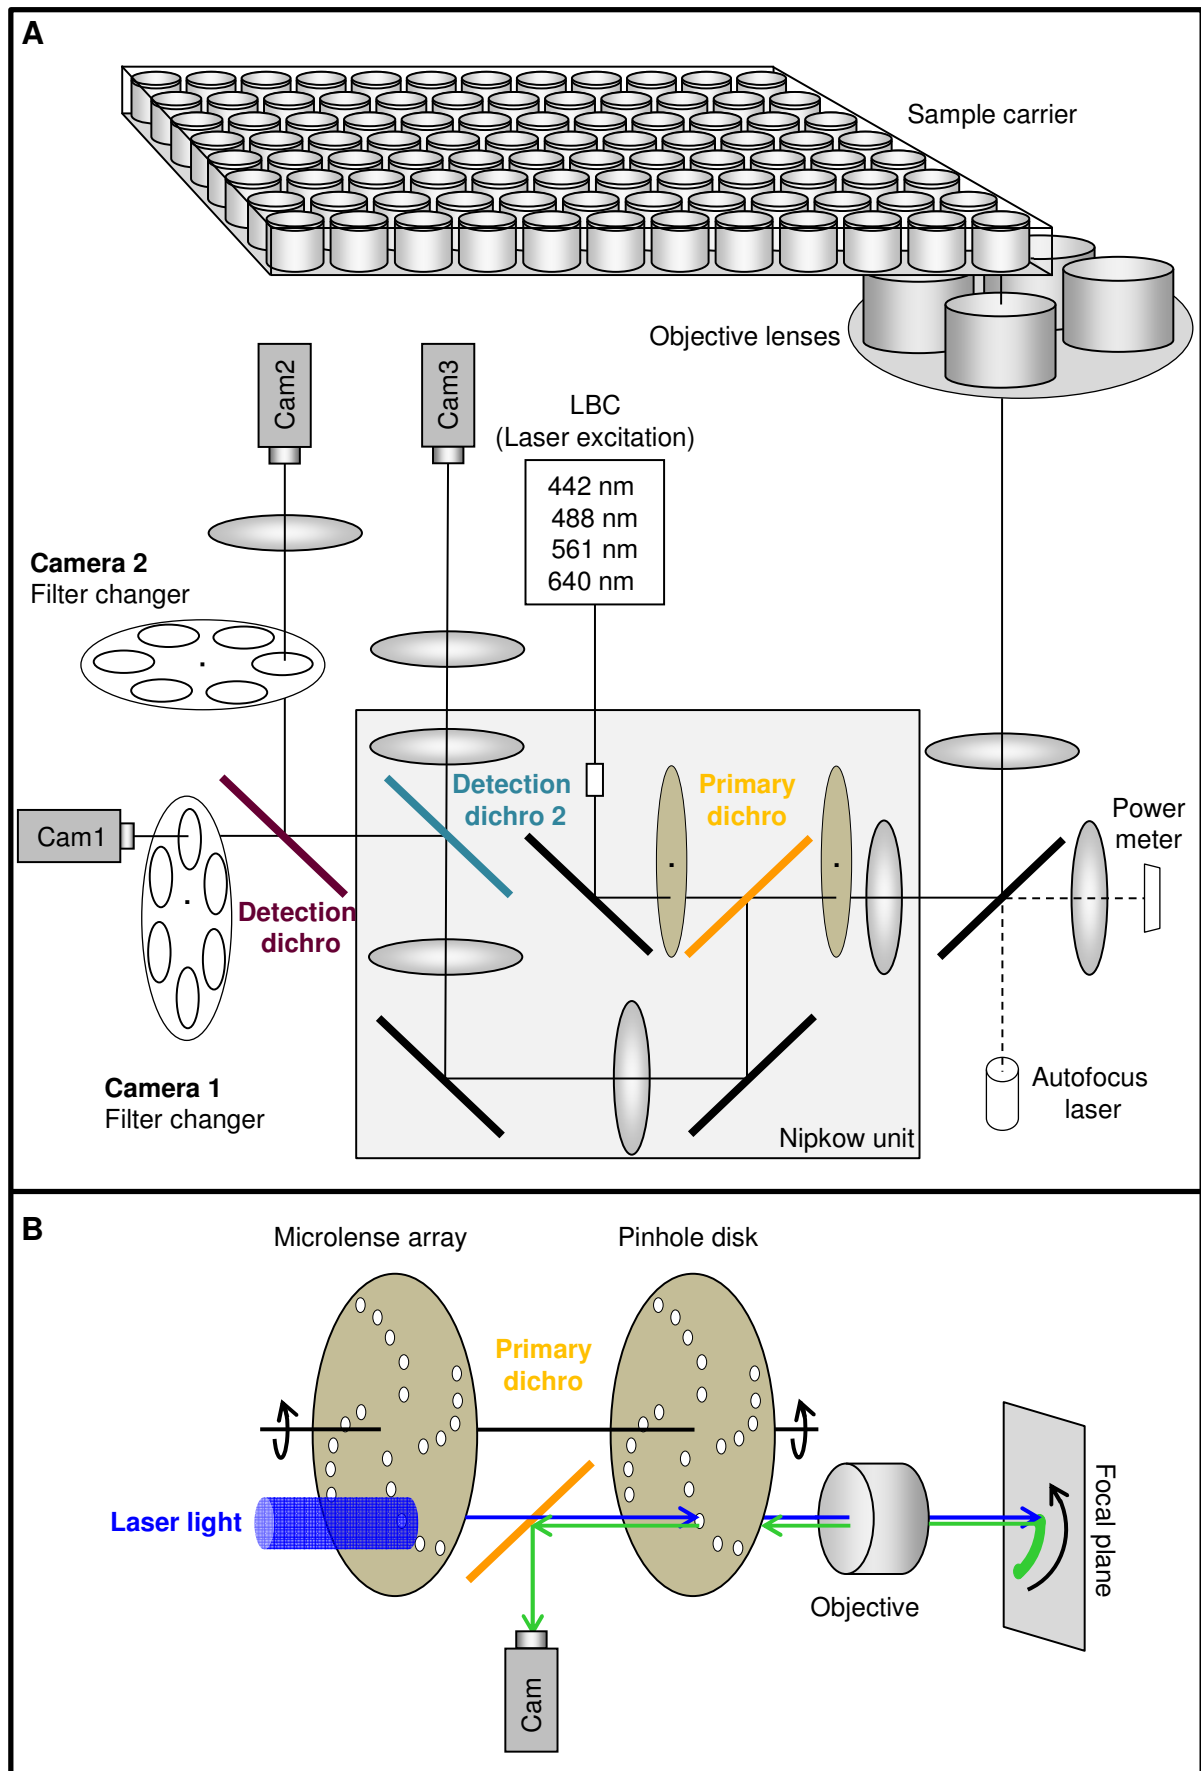 A
Sample carrier
Objective lenses
Cam2
Cam3
LBC
(Laser excitation)
442 nm
488 nm
561 nm
640 nm
Camera 2
Filter changer
Detection
dichro 2
Primary
dichro
Power
meter
Cam1
Detection
dichro
Camera 1
Filter changer
Autofocus
laser
Nipkow unit
B
Microlense array
Pinhole disk
Primary
dichro
Laser light
Focal plane
Objective
Cam